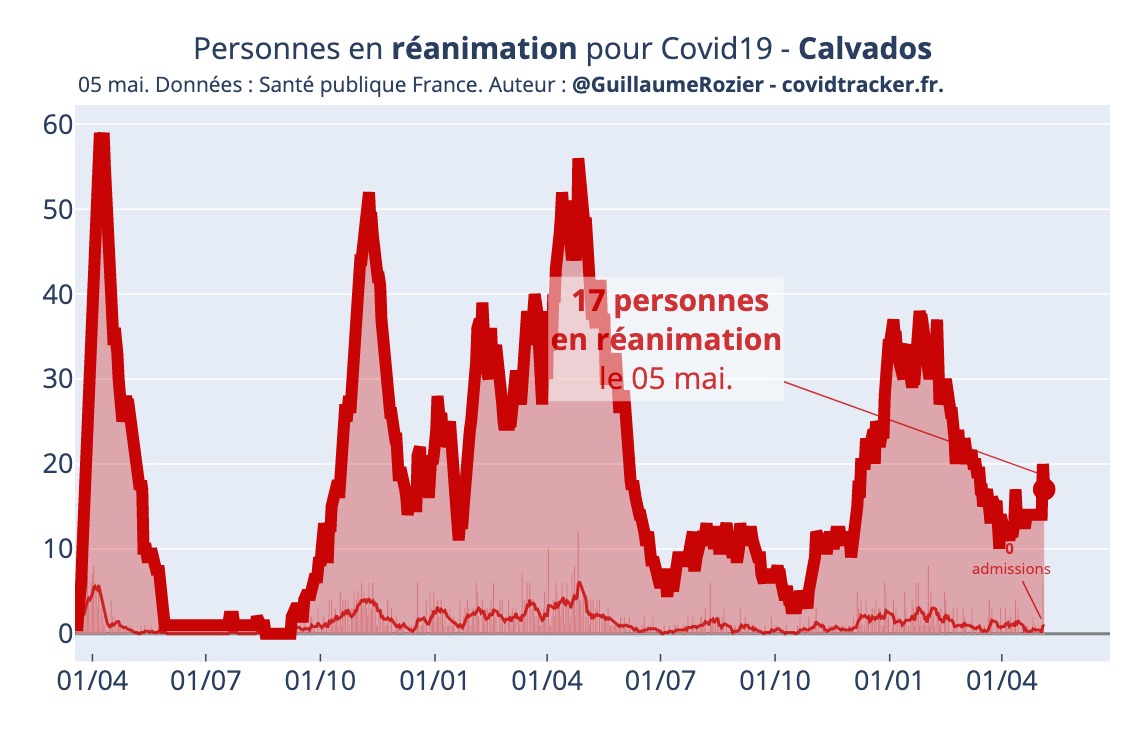 Personnes en réanimation pour Covid19 - Calvados
05 mai. Données : Santé publique France. Auteur : @GuillaumeRozier - covidtracker.fr.
60
50
40
30
20
10
0
17 personnes
en réanimation
le 05 mai.
0
admissions
01/04
01/07
01/10
01/01
01/04
01/07
01/10
01/01
01/04